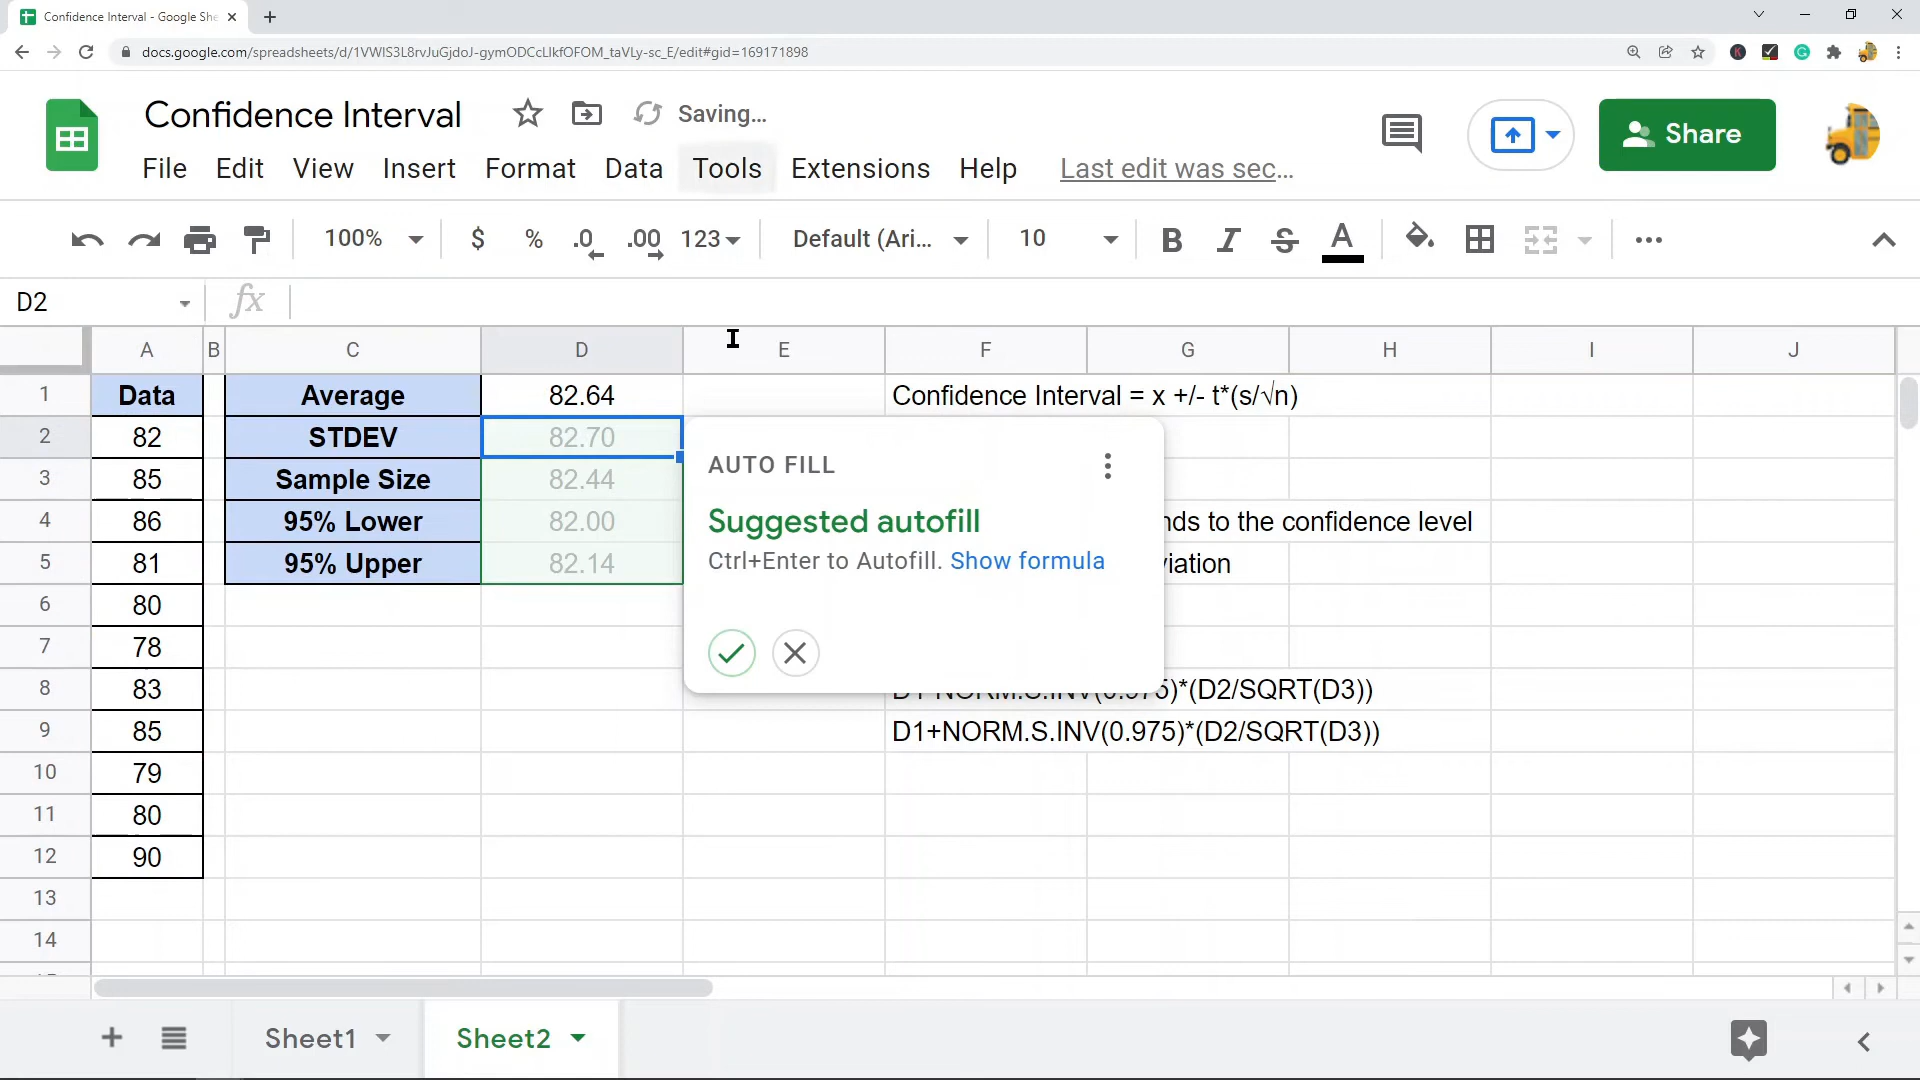 Confidence Interval - Google She
docs.google.com/spreadsheets/d/1VWIS3L8rvJuGjdoJ-gymODCcLIkfOFOM_taVLy-sc_E/edit#gid=169171898
Confidence Interval Saving...
Share
File Edit View Insert Format Data Tools Extensions Help Last edit was sec...
100% $ % .0 .00 123 Default (Ari... 10 B I S A
D2 fx
A B C D E F G H I J
1 Data Average 82.64 Confidence Interval = x +/- t*(s/√n)
2 82 STDEV 82.70
3 85 Sample Size 82.44
4 86 95% Lower 82.00 nds to the confidence level
5 81 95% Upper 82.14 viation
AUTO FILL
Suggested autofill
Ctrl+Enter to Autofill. Show formula
6 80
7 78
8 83 D1-NORM.S.INV(0.975)*(D2/SQRT(D3))
9 85 D1+NORM.S.INV(0.975)*(D2/SQRT(D3))
10 79
11 80
12 90
13
14
Sheet1 Sheet2